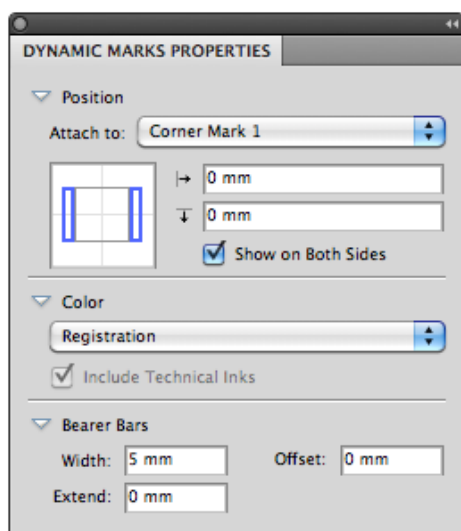 DYNAMIC MARKS PROPERTIES
Position
Attach to: Corner Mark 1
0 mm
0 mm
Show on Both Sides
Color
Registration
Include Technical Inks
Bearer Bars
Width: 5 mm Offset: 0 mm
Extend: 0 mm